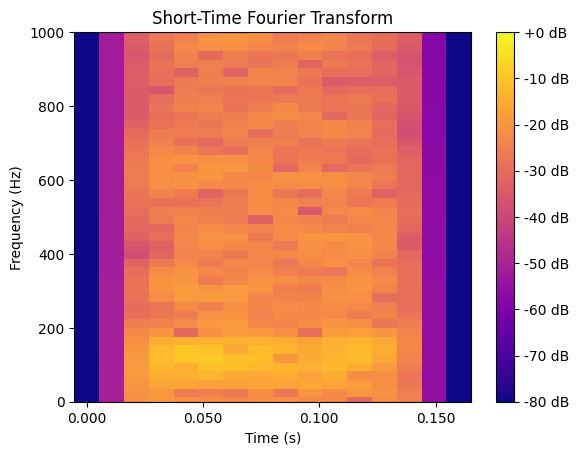 Short-Time Fourier Transform
Frequency (Hz)
1000
800
600
400
200
0
0.000
0.050
0.100
0.150
Time (s)
+0 dB
-10 dB
-20 dB
-30 dB
-40 dB
-50 dB
-60 dB
-70 dB
-80 dB